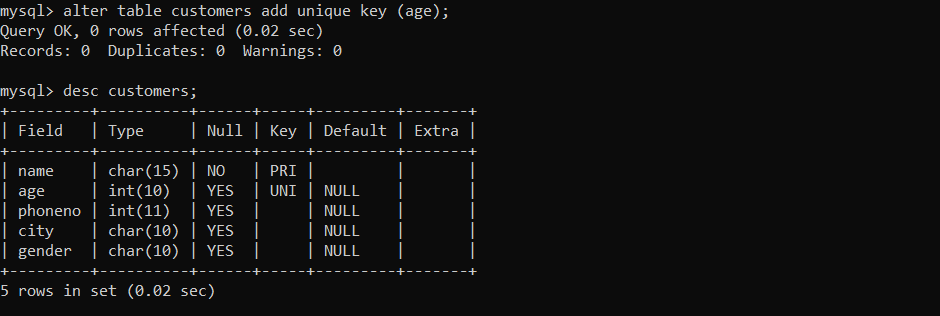 mysql> alter table customers add unique key (age);
Query OK, 0 rows affected (0.02 sec)
Records: 0  Duplicates: 0  Warnings: 0

mysql> desc customers;
+---------+----------+------+-----+---------+-------+
| Field   | Type     | Null | Key | Default | Extra |
+---------+----------+------+-----+---------+-------+
| name    | char(15) | NO   | PRI |         |       |
| age     | int(10)  | YES  | UNI | NULL    |       |
| phoneno | int(11)  | YES  |     | NULL    |       |
| city    | char(10) | YES  |     | NULL    |       |
| gender  | char(10) | YES  |     | NULL    |       |
+---------+----------+------+-----+---------+-------+
5 rows in set (0.02 sec)